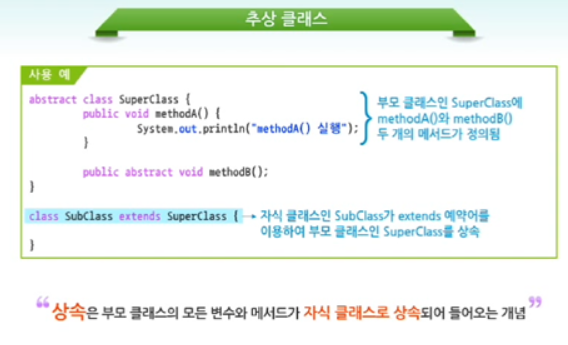 추상 클래스
사용 예
abstract class SuperClass {
public void methodA() {
System.out.println("methodA() 실행");
}
public abstract void methodB();
}
class SubClass extends SuperClass {
}
부모 클래스인 SuperClass에
methodA()와 methodB()
두 개의 메서드가 정의됨
자식 클래스인 SubClass가 extends 예약어를
이용하여 부모 클래스인 SuperClass를 상속
“상속은 부모 클래스의 모든 변수와 메서드가 자식 클래스로 상속되어 들어오는 개념”